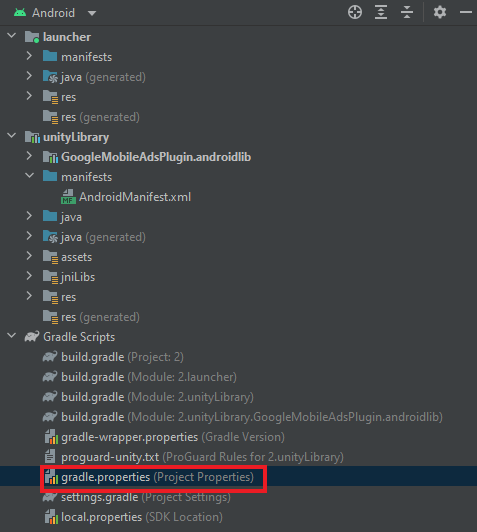 Android
launcher
manifests
java (generated)
res
res (generated)
unityLibrary
GoogleMobileAdsPlugin.androidlib
manifests
AndroidManifest.xml
java
java (generated)
assets
jniLibs
res
res (generated)
Gradle Scripts
build.gradle (Project: 2)
build.gradle (Module: 2.launcher)
build.gradle (Module: 2.unityLibrary)
build.gradle (Module: 2.unityLibrary.GoogleMobileAdsPlugin.androidlib)
gradle-wrapper.properties (Gradle Version)
proguard-unity.txt (ProGuard Rules for 2.unityLibrary)
gradle.properties (Project Properties)
settings.gradle (Project Settings)
local.properties (SDK Location)